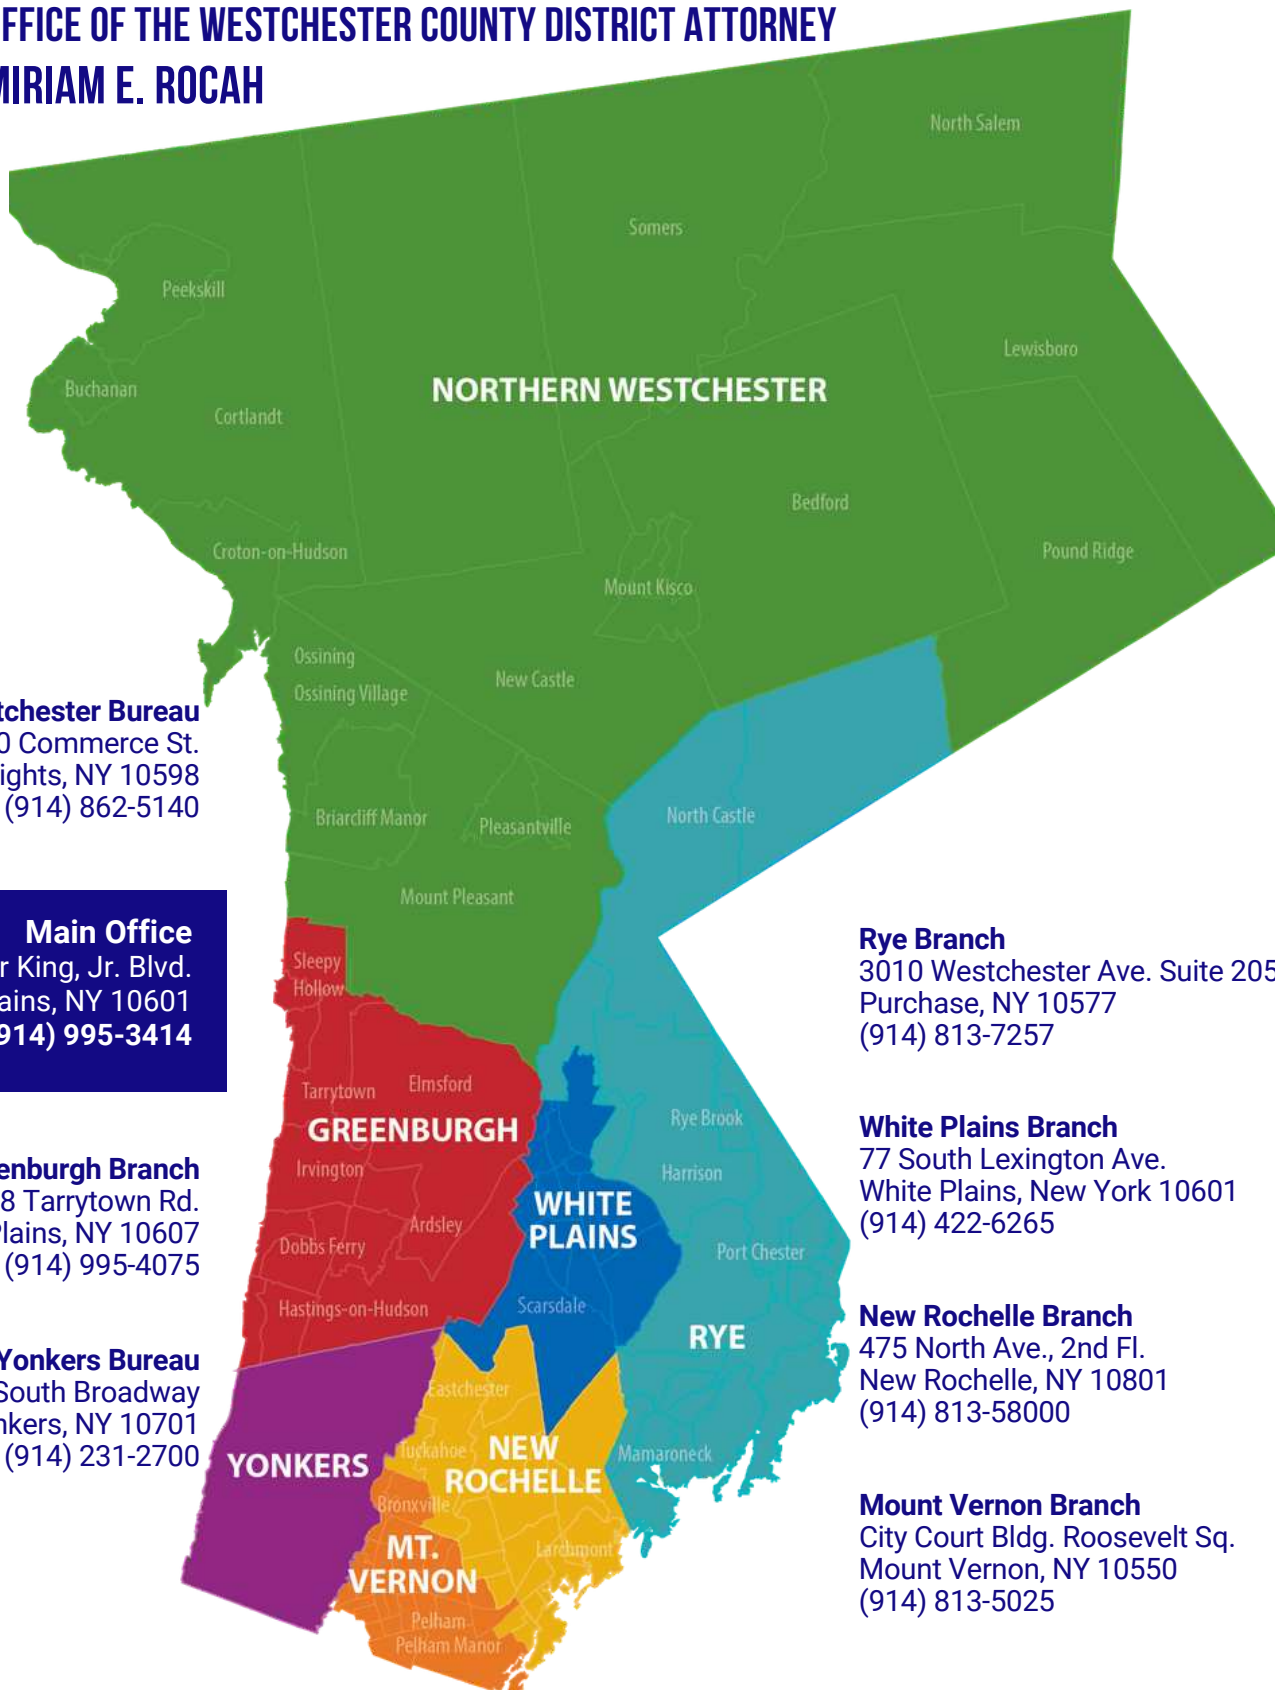 FFICE OF THE WESTCHESTER COUNTY DISTRICT ATTORNEY
MIRIAM E. ROCAH
North Salem
Somers
Peekskill
Lewisboro
Buchanan
NORTHERN WESTCHESTER
Cortlandt
Bedford
Croton-on-Hudson
Pound Ridge
Mount Kisco
Ossining
New Castle
Ossining Village
tchester Bureau
0 Commerce St.
ights, NY 10598
(914) 862-5140
North Castle
Briarcliff Manor
Pleasantville
Mount Pleasant
Main Office
r King, Jr. Blvd.
ains, NY 10601
914) 995-3414
Sleepy
Hollow
Rye Branch
3010 Westchester Ave. Suite 205
Purchase, NY 10577
(914) 813-7257
Tarrytown
Elmsford
GREENBURGH
Rye Brook
Irvington
Harrison
White Plains Branch
77 South Lexington Ave.
White Plains, New York 10601
(914) 422-6265
enburgh Branch
8 Tarrytown Rd.
Plains, NY 10607
(914) 995-4075
WHITE
PLAINS
Ardsley
Dobbs Ferry
Port Chester
Hastings-on-Hudson
Scarsdale
RYE
New Rochelle Branch
475 North Ave., 2nd Fl.
New Rochelle, NY 10801
(914) 813-58000
Yonkers Bureau
South Broadway
nkers, NY 10701
(914) 231-2700
Eastchester
YONKERS
Tuckahoe
NEW
ROCHELLE
Mamaroneck
Bronxville
MT.
VERNON
Larchmont
Mount Vernon Branch
City Court Bldg. Roosevelt Sq.
Mount Vernon, NY 10550
(914) 813-5025
Pelham
Pelham Manor